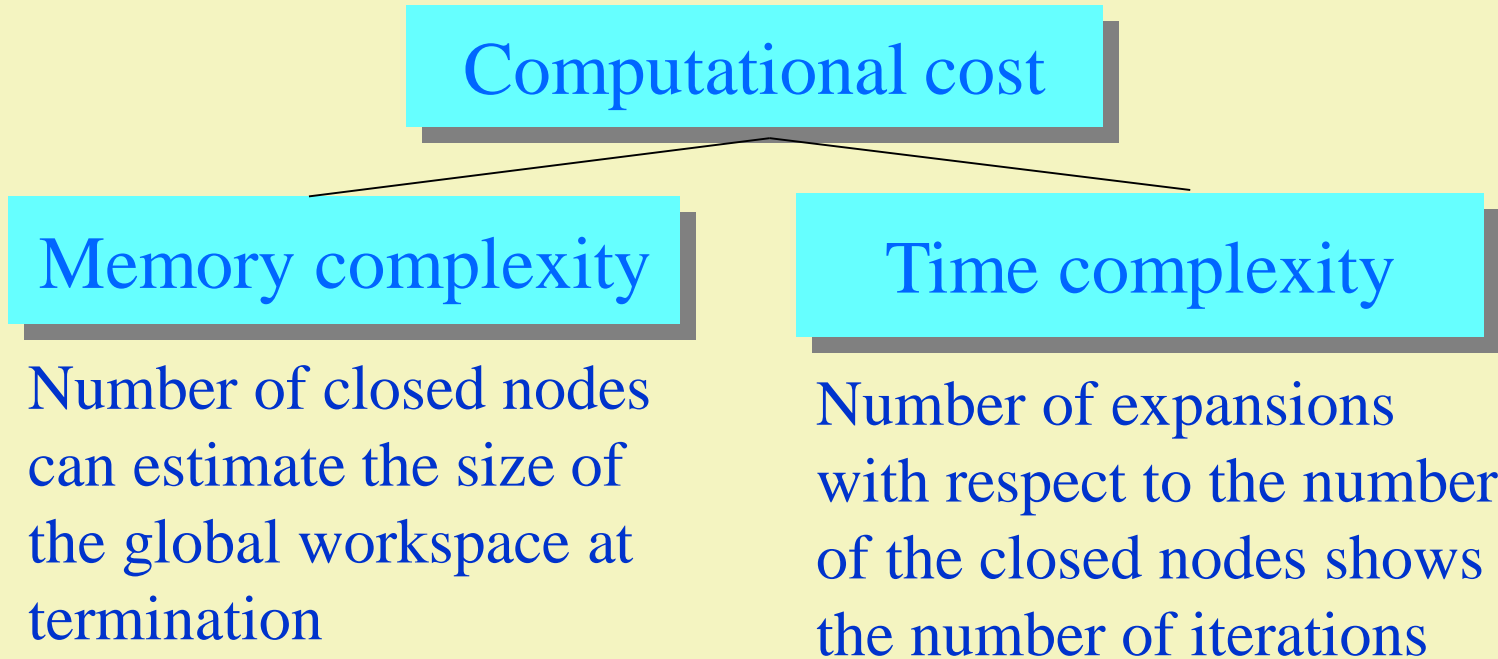 Computational cost
Memory complexity
Number of closed nodes
can estimate the size of
the global workspace at
termination
Time complexity
Number of expansions
with respect to the number
of the closed nodes shows
the number of iterations